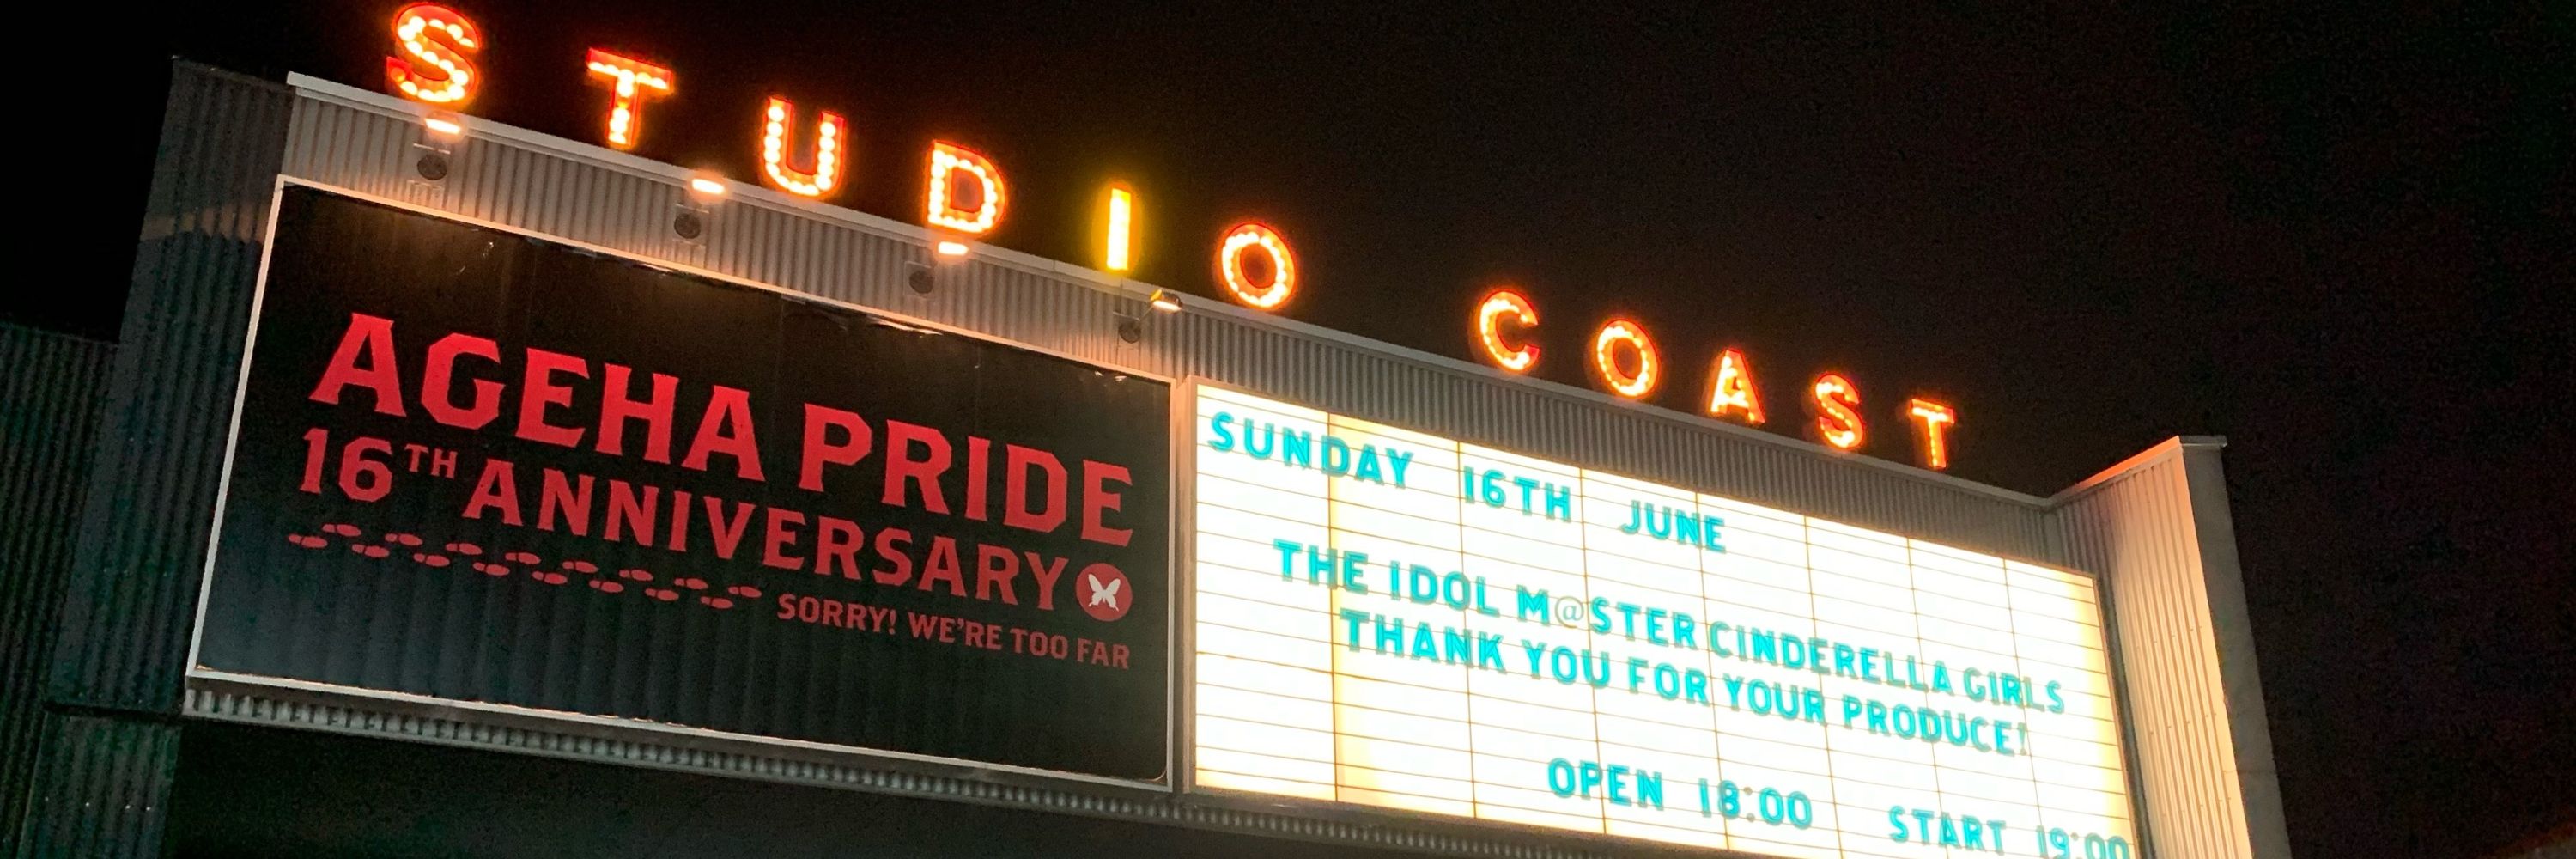 STUDIO COAST
AGEHA PRIDE
16TH ANNIVERSARY
SORRY! WE'RE TOO FAR
SUNDAY 16TH JUNE
THE IDOL M@STER CINDERELLA GIRLS
THANK YOU FOR YOUR PRODUCE!
OPEN 18:00 START 19:00